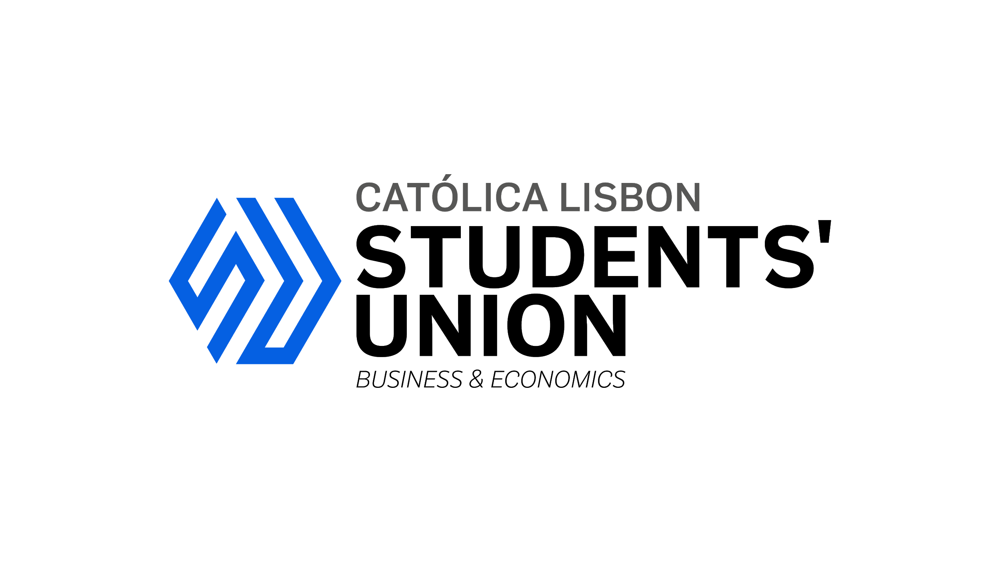 CATÓLICA LISBON
STUDENTS'
UNION
BUSINESS & ECONOMICS